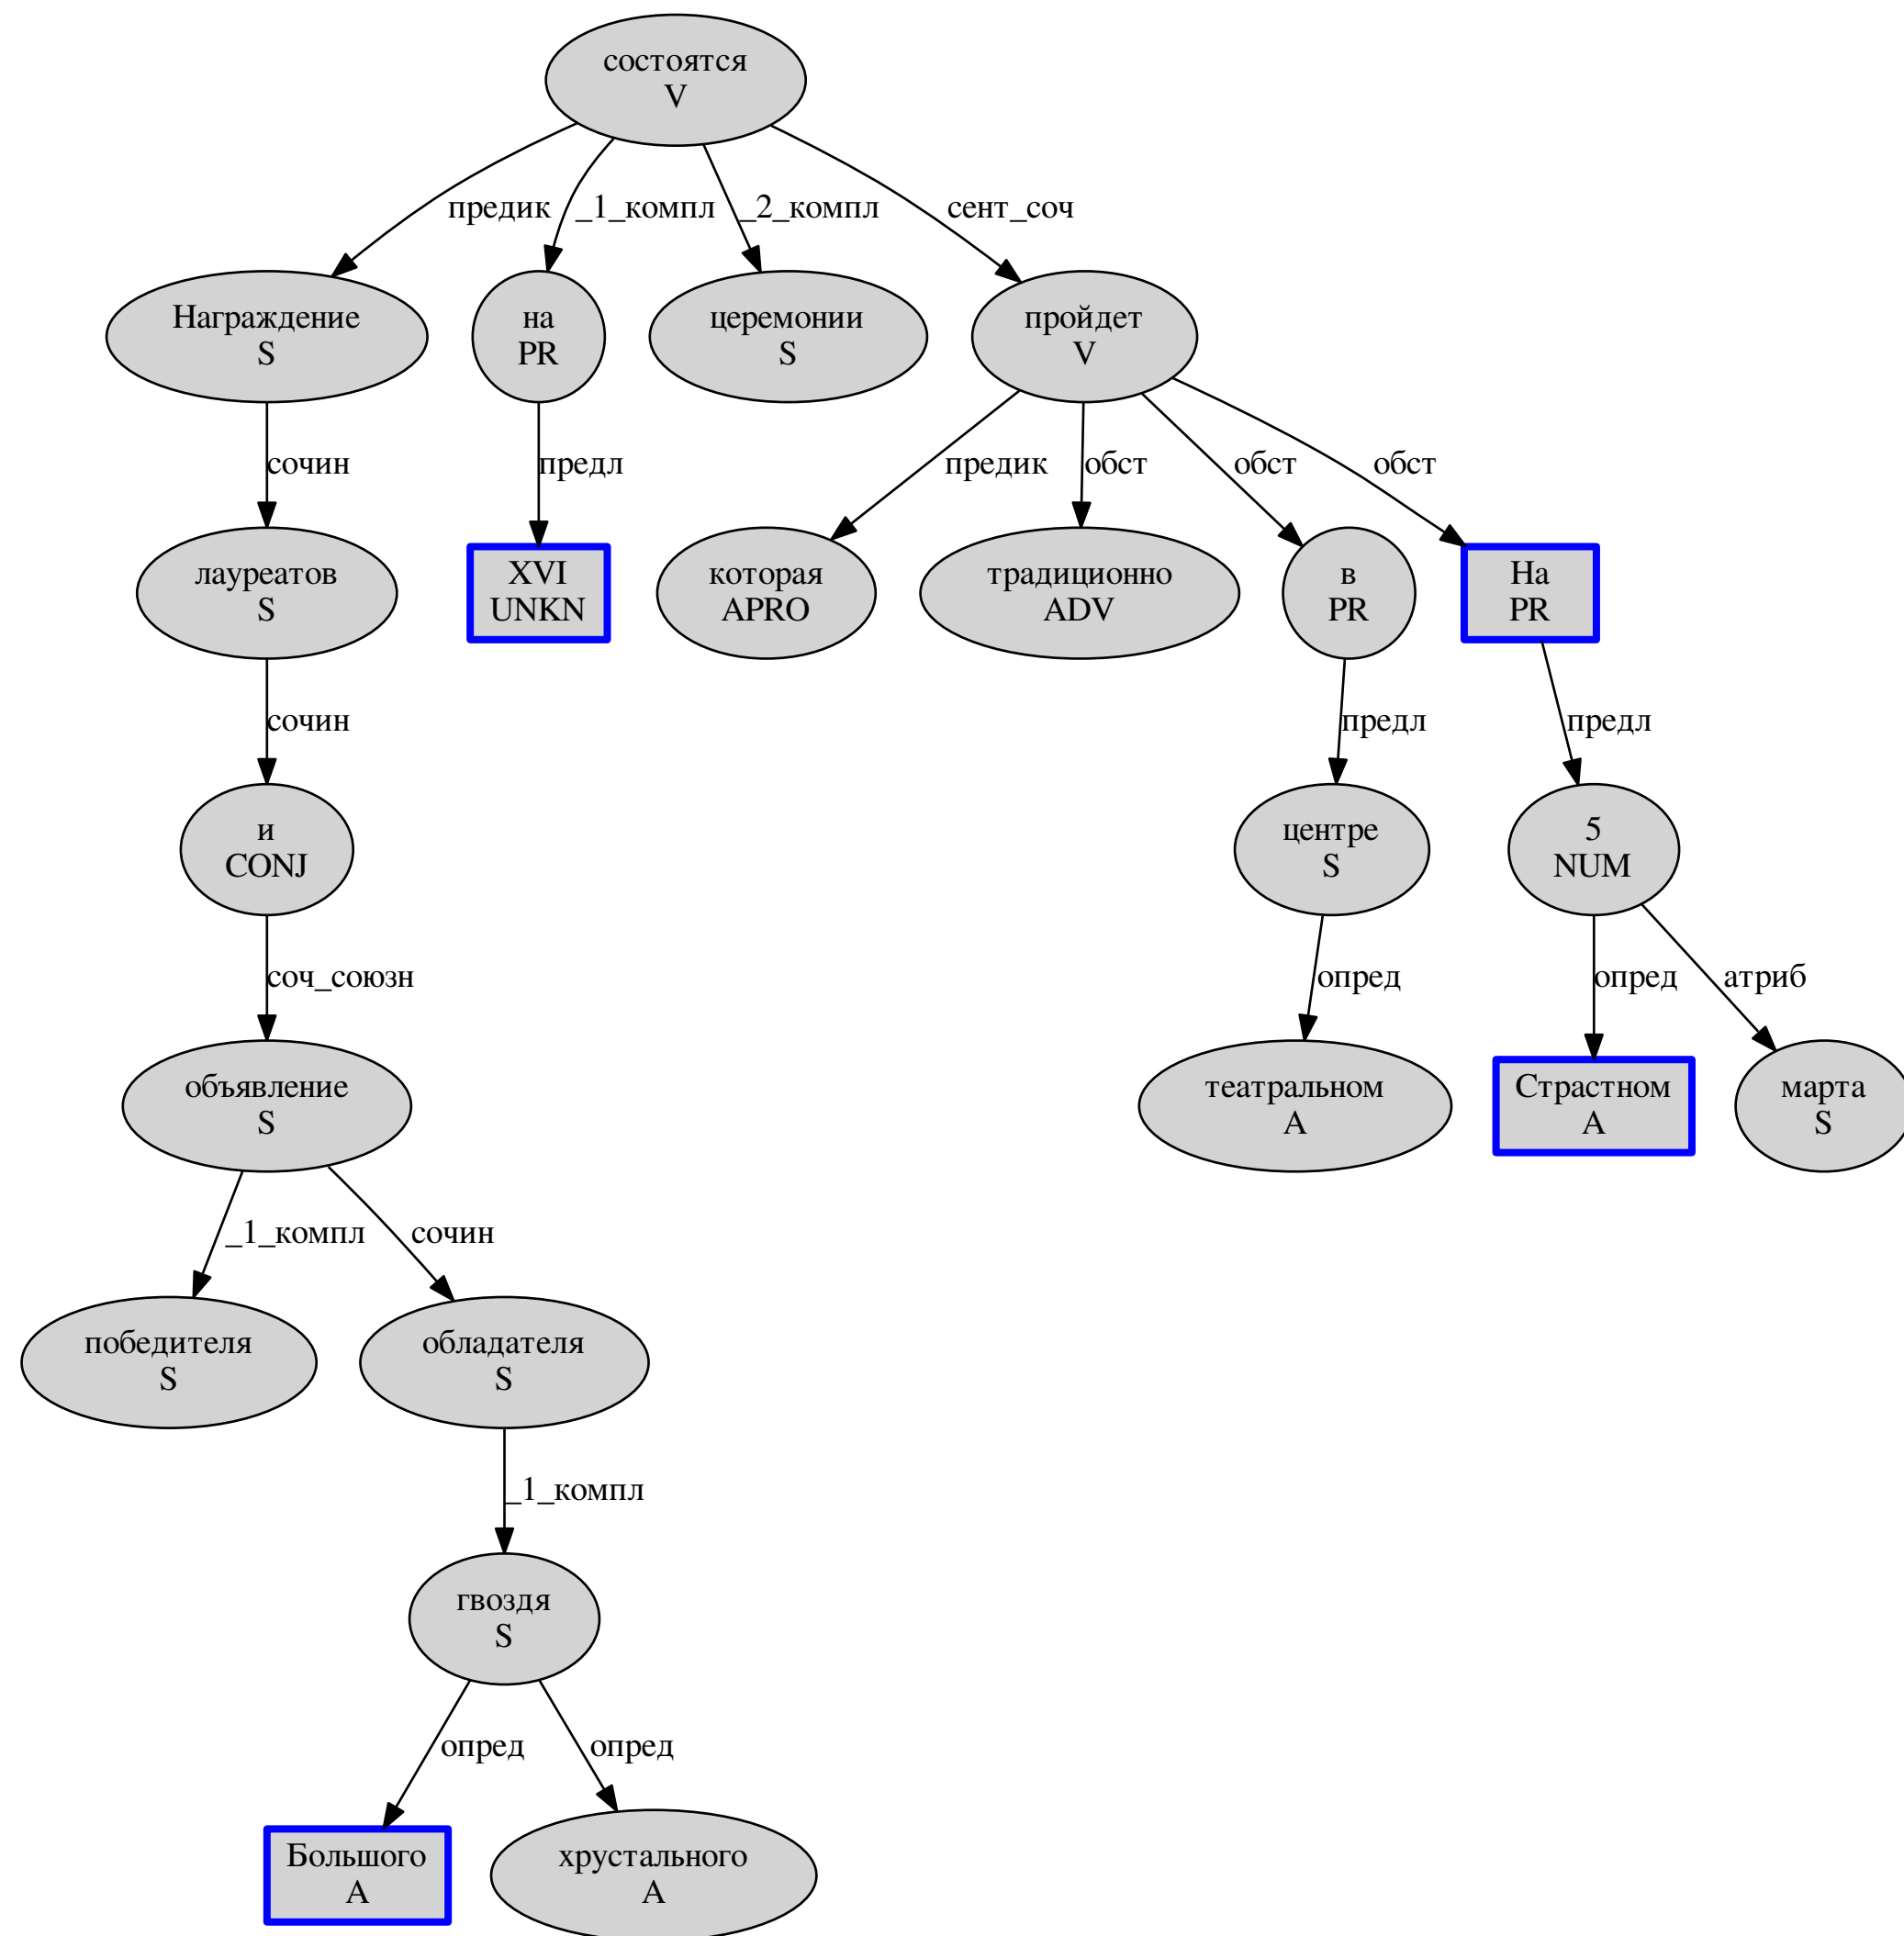 состоятся
V
предик
_1_компл
_2_компл
сент_соч
Награждение
S
на
PR
церемонии
S
пройдет
V
сочин
предл
предик
обст
обст
обст
лауреатов
S
XVI
UNKN
которая
APRO
традиционно
ADV
в
PR
На
PR
сочин
предл
предл
и
CONJ
центре
S
5
NUM
соч_союзн
опред
опред
атриб
объявление
S
театральном
A
Страстном
A
марта
S
_1_компл
сочин
победителя
S
обладателя
S
_1_компл
гвоздя
S
опред
опред
Большого
A
хрустального
A